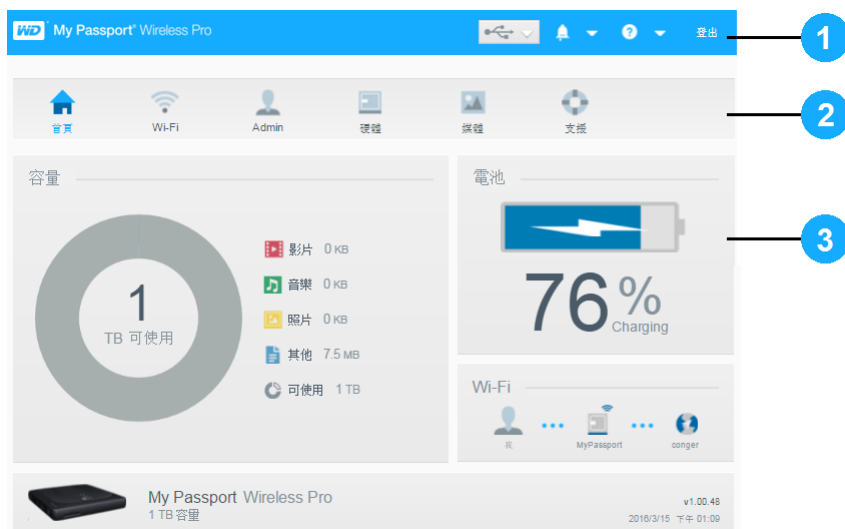 WD My Passport® Wireless Pro 登出
1
首頁 Wi-Fi Admin 硬體 媒體 支援
2
容量
1
TB 可使用
影片 0 KB
音樂 0 KB
照片 0 KB
其他 7.5 MB
可使用 1 TB
電池
3
76%
Charging
Wi-Fi
我 MyPassport conger
My Passport Wireless Pro
1 TB 容量
v1.00.48
2016/3/15 下午 01:09